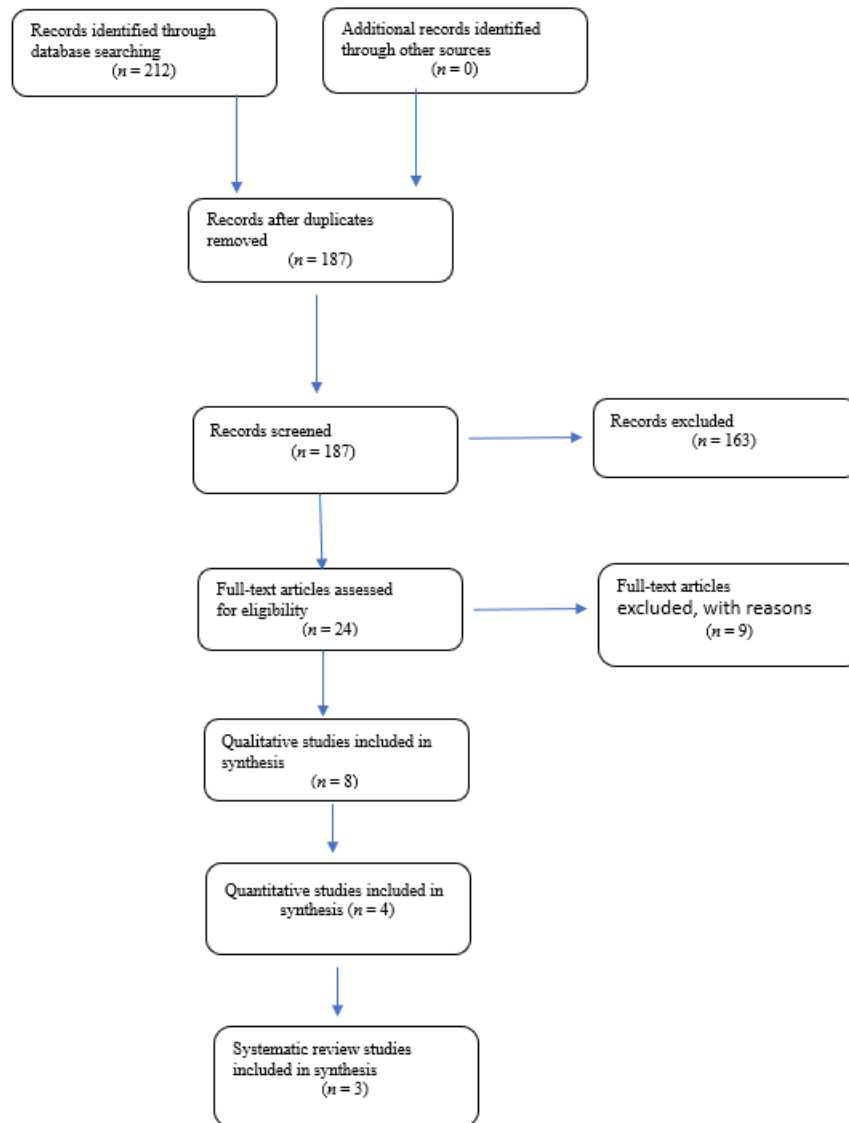 Records identified through
database searching
(n = 212)
Additional records identified
through other sources
(n = 0)
Records after duplicates
removed
(n = 187)
Records screened
(n = 187)
Records excluded
(n = 163)
Full-text articles assessed
for eligibility
(n = 24)
Full-text articles
excluded, with reasons
(n = 9)
Qualitative studies included in
synthesis
(n = 8)
Quantitative studies included in
synthesis (n = 4)
Systematic review studies
included in synthesis
(n = 3)